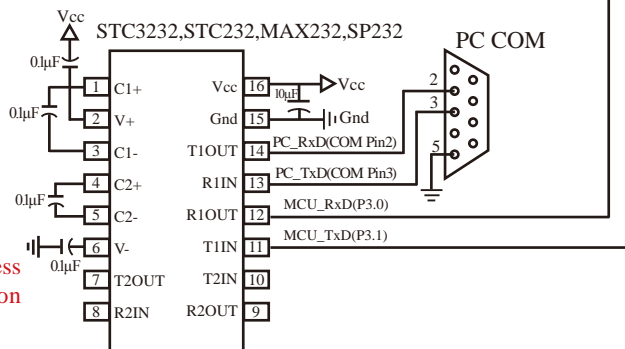 Vcc
STC3232,STC232,MAX232,SP232
PC COM
0.1µF
0.1µF
1 C1+
2 V+
3 C1-
4 C2+
5 C2-
6 V-
7 T2OUT
8 R2IN
0.1µF
0.1µF
Vcc 16
Gnd 15
T1OUT 14
R1IN 13
R1OUT 12
T1IN 11
T2IN 10
R2OUT 9
Vcc
10µF
Gnd
PC_RxD(COM Pin2)
PC_TxD(COM Pin3)
MCU_RxD(P3.0)
MCU_TxD(P3.1)
2
3
5
ess
on